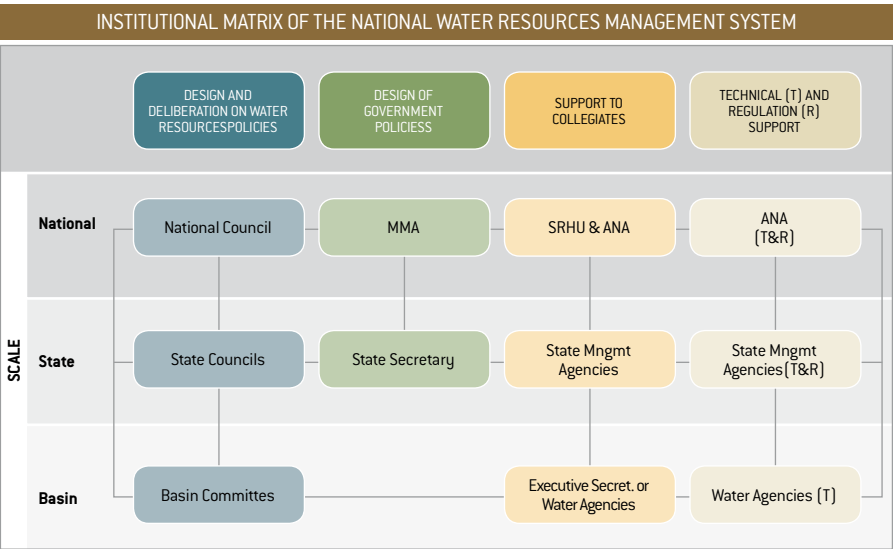 INSTITUTIONAL MATRIX OF THE NATIONAL WATER RESOURCES MANAGEMENT SYSTEM
DESIGN AND
DELIBERATION ON WATER
RESOURCESPOLICIES
DESIGN OF
GOVERNMENT
POLICIESS
SUPPORT TO
COLLEGIATES
TECHNICAL (T) AND
REGULATION (R)
SUPPORT
SCALE
National
National Council
MMA
SRHU & ANA
ANA
(T&R)
State
State Councils
State Secretary
State Mngmt
Agencies
State Mngmt
Agencies(T&R)
Basin
Basin Committes
Executive Secret. or
Water Agencies
Water Agencies (T)